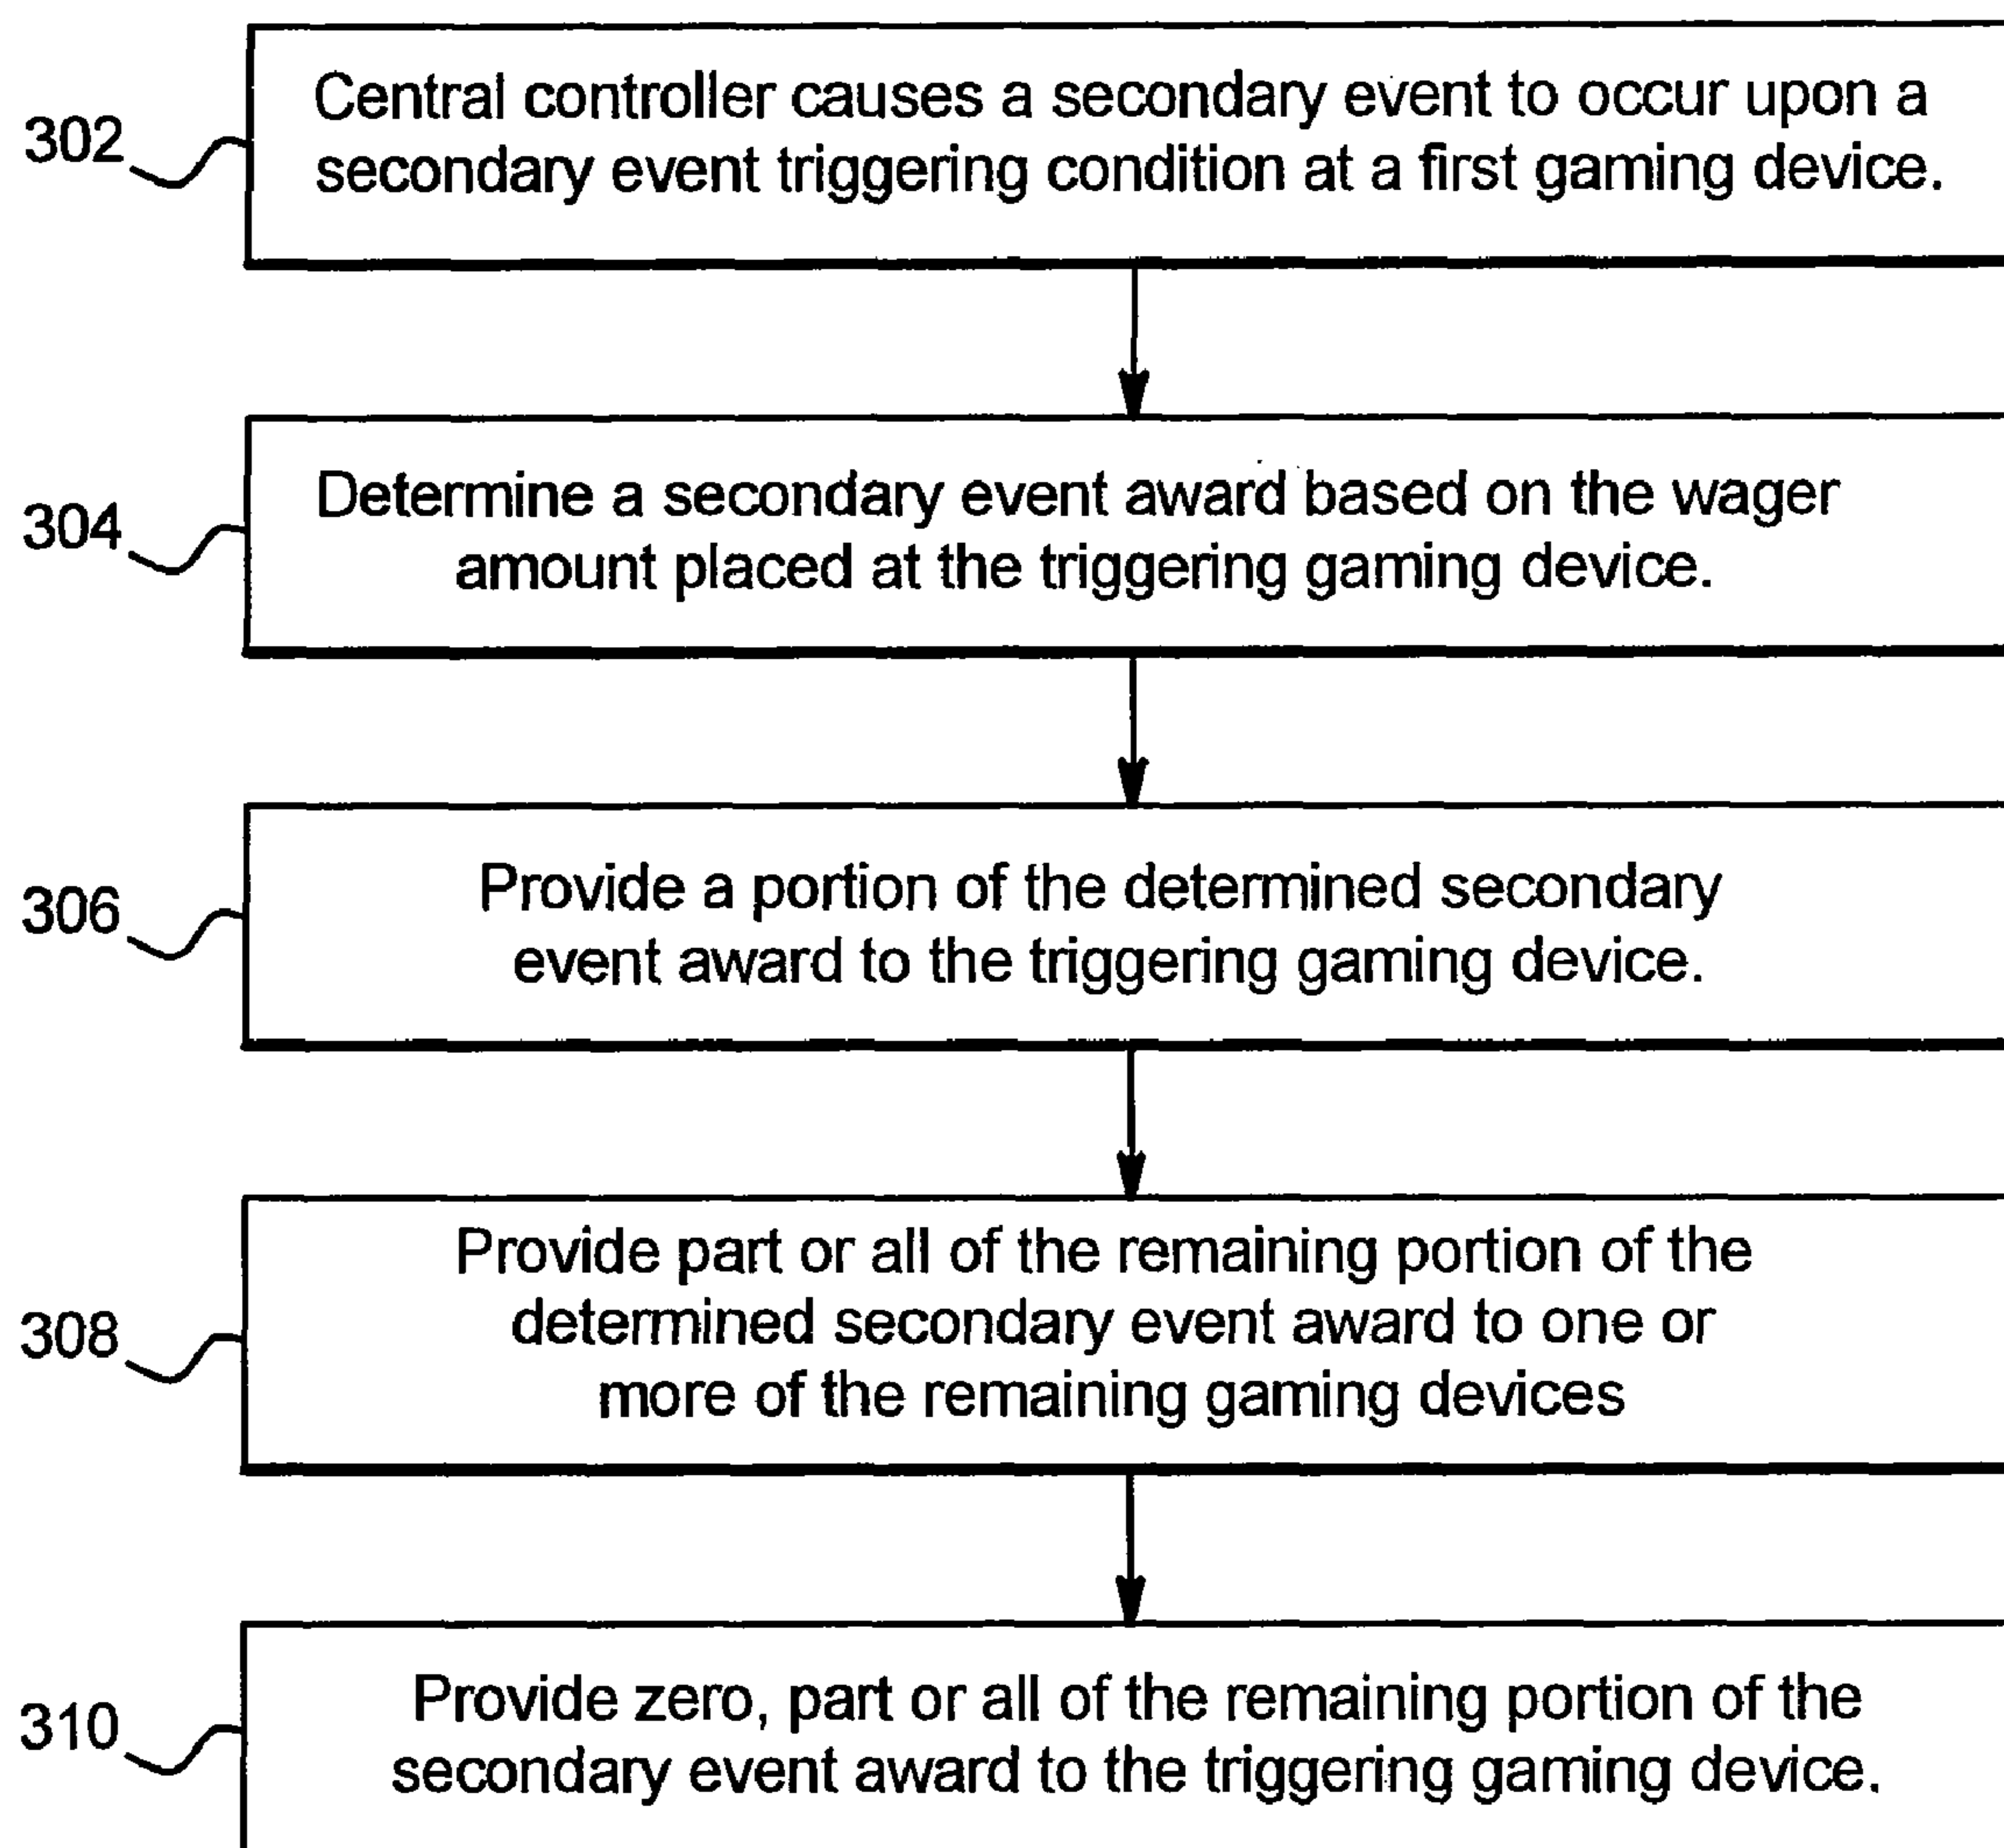 302
Central controller causes a secondary event to occur upon a
secondary event triggering condition at a first gaming device.
304
Determine a secondary event award based on the wager
amount placed at the triggering gaming device.
306
Provide a portion of the determined secondary
event award to the triggering gaming device.
308
Provide part or all of the remaining portion of the
determined secondary event award to one or
more of the remaining gaming devices
310
Provide zero, part or all of the remaining portion of the
secondary event award to the triggering gaming device.